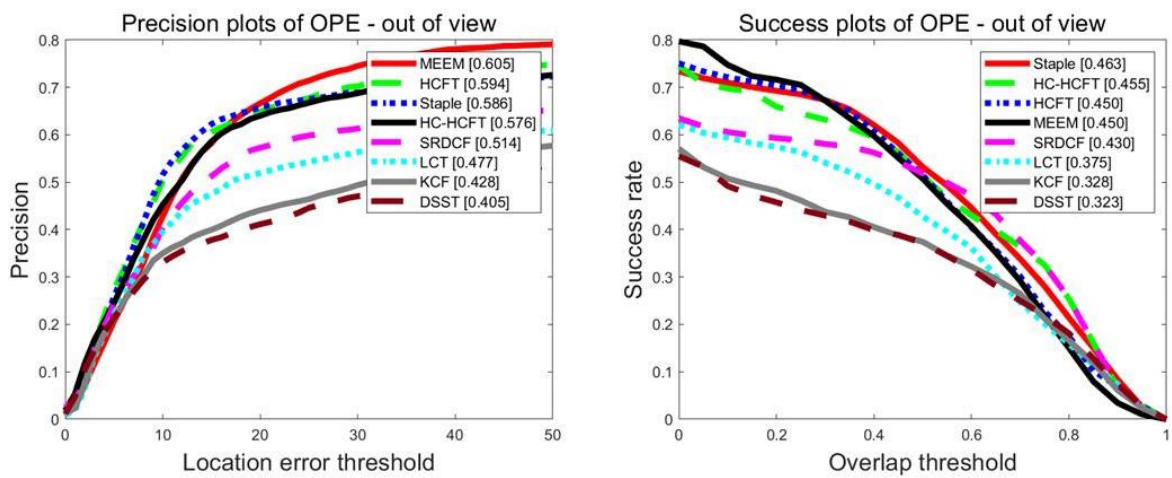 Precision plots of OPE - out of view
0.8
0.7
0.6
0.5
0.4
0.3
0.2
0.1
0
Precision
MEEM [0.605]
HCFT [0.594]
Staple [0.586]
HC-HCFT [0.576]
SRDCF [0.514]
LCT [0.477]
KCF [0.428]
DSST [0.405]
0 10 20 30 40 50
Location error threshold
Success plots of OPE - out of view
0.8
0.7
0.6
0.5
0.4
0.3
0.2
0.1
0
Success rate
Staple [0.463]
HC-HCFT [0.455]
HCFT [0.450]
MEEM [0.450]
SRDCF [0.430]
LCT [0.375]
KCF [0.328]
DSST [0.323]
0 0.2 0.4 0.6 0.8 1
Overlap threshold